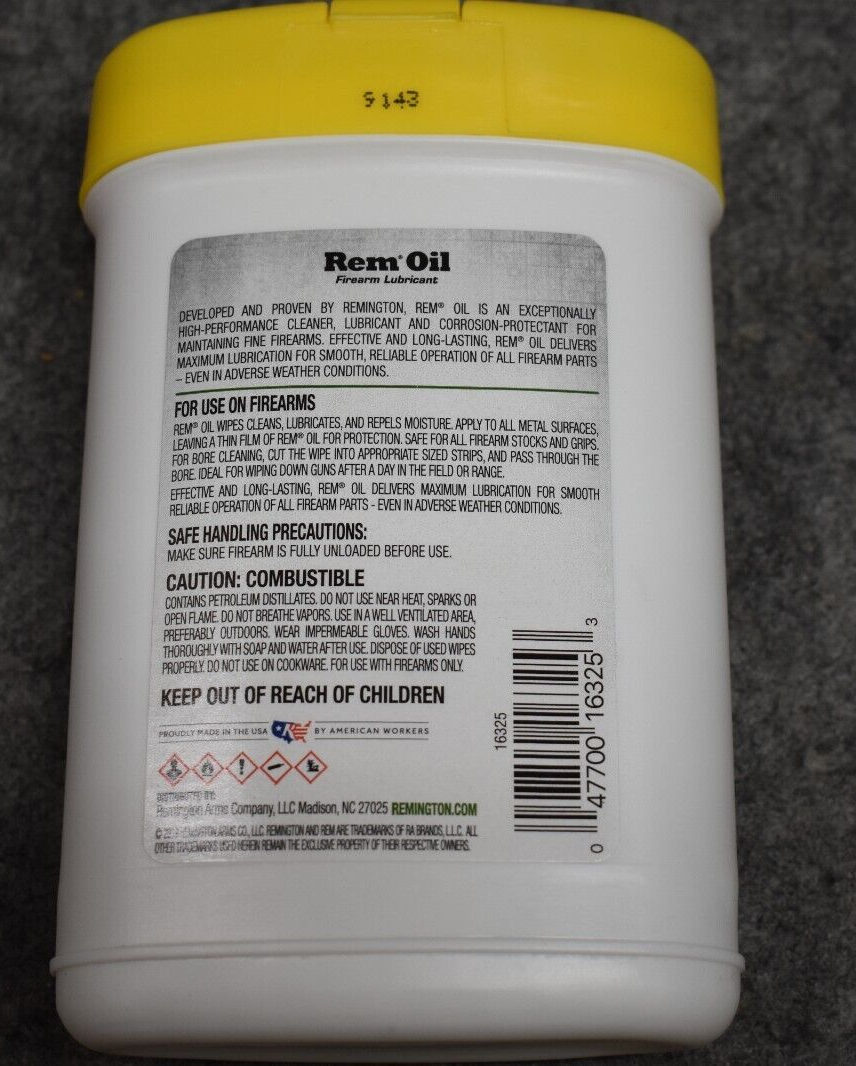 9143
Rem® Oil
Firearm Lubricant
DEVELOPED AND PROVEN BY REMINGTON, REM® OIL IS AN EXCEPTIONALLY
HIGH-PERFORMANCE CLEANER, LUBRICANT AND CORROSION-PROTECTANT FOR
MAINTAINING FINE FIREARMS. EFFECTIVE AND LONG-LASTING, REM® OIL DELIVERS
MAXIMUM LUBRICATION FOR SMOOTH, RELIABLE OPERATION OF ALL FIREARM PARTS
– EVEN IN ADVERSE WEATHER CONDITIONS.
FOR USE ON FIREARMS
REM® OIL WIPES CLEANS, LUBRICATES, AND REPELS MOISTURE. APPLY TO ALL METAL SURFACES,
LEAVING A THIN FILM OF REM® OIL FOR PROTECTION. SAFE FOR ALL FIREARM STOCKS AND GRIPS.
FOR BORE CLEANING, CUT THE WIPE INTO APPROPRIATE SIZED STRIPS, AND PASS THROUGH THE
BORE. IDEAL FOR WIPING DOWN GUNS AFTER A DAY IN THE FIELD OR RANGE.
EFFECTIVE AND LONG-LASTING, REM® OIL DELIVERS MAXIMUM LUBRICATION FOR SMOOTH
RELIABLE OPERATION OF ALL FIREARM PARTS - EVEN IN ADVERSE WEATHER CONDITIONS.
SAFE HANDLING PRECAUTIONS:
MAKE SURE FIREARM IS FULLY UNLOADED BEFORE USE.
CAUTION: COMBUSTIBLE
CONTAINS PETROLEUM DISTILLATES. DO NOT USE NEAR HEAT, SPARKS OR
OPEN FLAME. DO NOT BREATHE VAPORS. USE IN A WELL VENTILATED AREA,
PREFERABLY OUTDOORS. WEAR IMPERMEABLE GLOVES. WASH HANDS
THOROUGHLY WITH SOAP AND WATER AFTER USE. DISPOSE OF USED WIPES
PROPERLY. DO NOT USE ON COOKWARE. FOR USE WITH FIREARMS ONLY.
KEEP OUT OF REACH OF CHILDREN
PROUDLY MADE IN THE USA BY AMERICAN WORKERS
DISTRIBUTED BY:
Remington Arms Company, LLC Madison, NC 27025 REMINGTON.COM
© REMINGTON ARMS CO., LLC. REMINGTON AND REM ARE TRADEMARKS OF RA BRANDS, L.L.C. ALL
OTHER TRADEMARKS USED HEREIN REMAIN THE EXCLUSIVE PROPERTY OF THEIR RESPECTIVE OWNERS.
16325
0 47700 16325 3